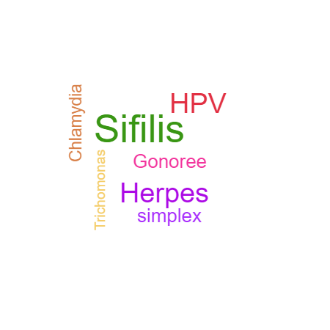 Chlamydia
HPV
Sifilis
Gonoree
Trichomonas
Herpes
simplex